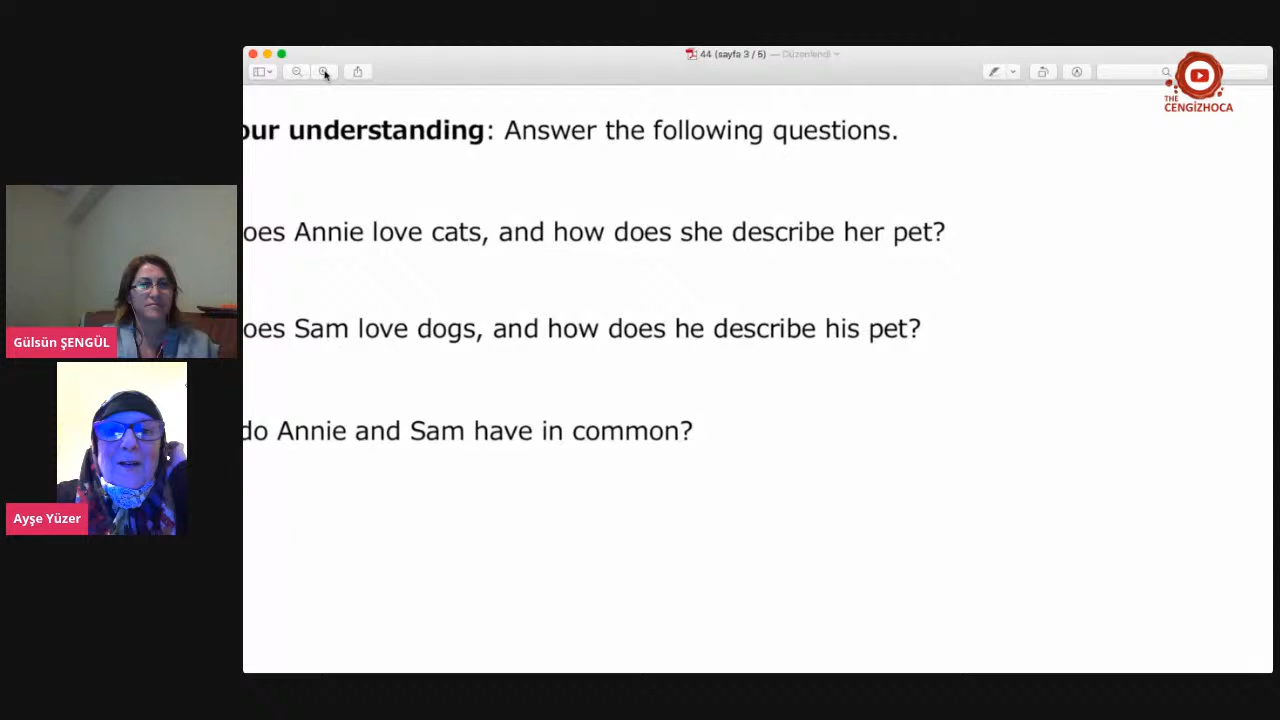 44 (sayfa 3 / 6) — Düzenlendi
THE
CENGİZHOCA
our understanding: Answer the following questions.
oes Annie love cats, and how does she describe her pet?
oes Sam love dogs, and how does he describe his pet?
do Annie and Sam have in common?
Gülsün ŞENGÜL
Ayşe Yüzer